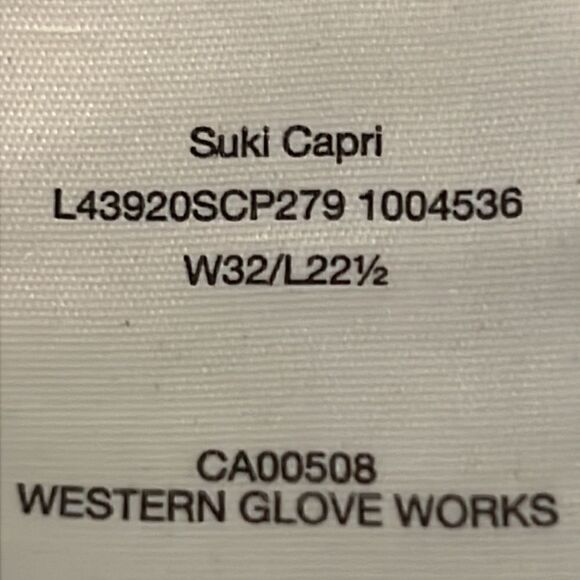 Suki Capri
L43920SCP279 1004536
W32/L22½
CA00508
WESTERN GLOVE WORKS